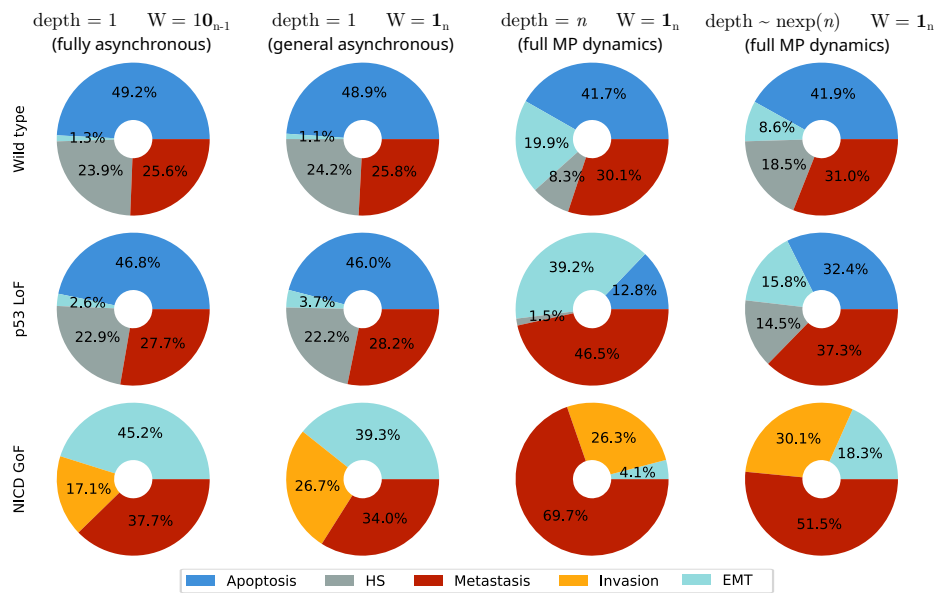 depth = 1 W = 10ₙ₋₁ depth = 1 W = 1ₙ depth = n W = 1ₙ depth ~ nexp(n) W = 1ₙ
(fully asynchronous) (general asynchronous) (full MP dynamics) (full MP dynamics)
Wild type
49.2% 1.3% 23.9% 25.6%
48.9% 1.1% 24.2% 25.8%
41.7% 19.9% 8.3% 30.1%
41.9% 8.6% 18.5% 31.0%
p53 LoF
46.8% 2.6% 22.9% 27.7%
46.0% 3.7% 22.2% 28.2%
39.2% 12.8% 1.5% 46.5%
32.4% 15.8% 14.5% 37.3%
NICD GoF
45.2% 17.1% 37.7%
39.3% 26.7% 34.0%
26.3% 4.1% 69.7%
30.1% 18.3% 51.5%
Apoptosis HS Metastasis Invasion EMT